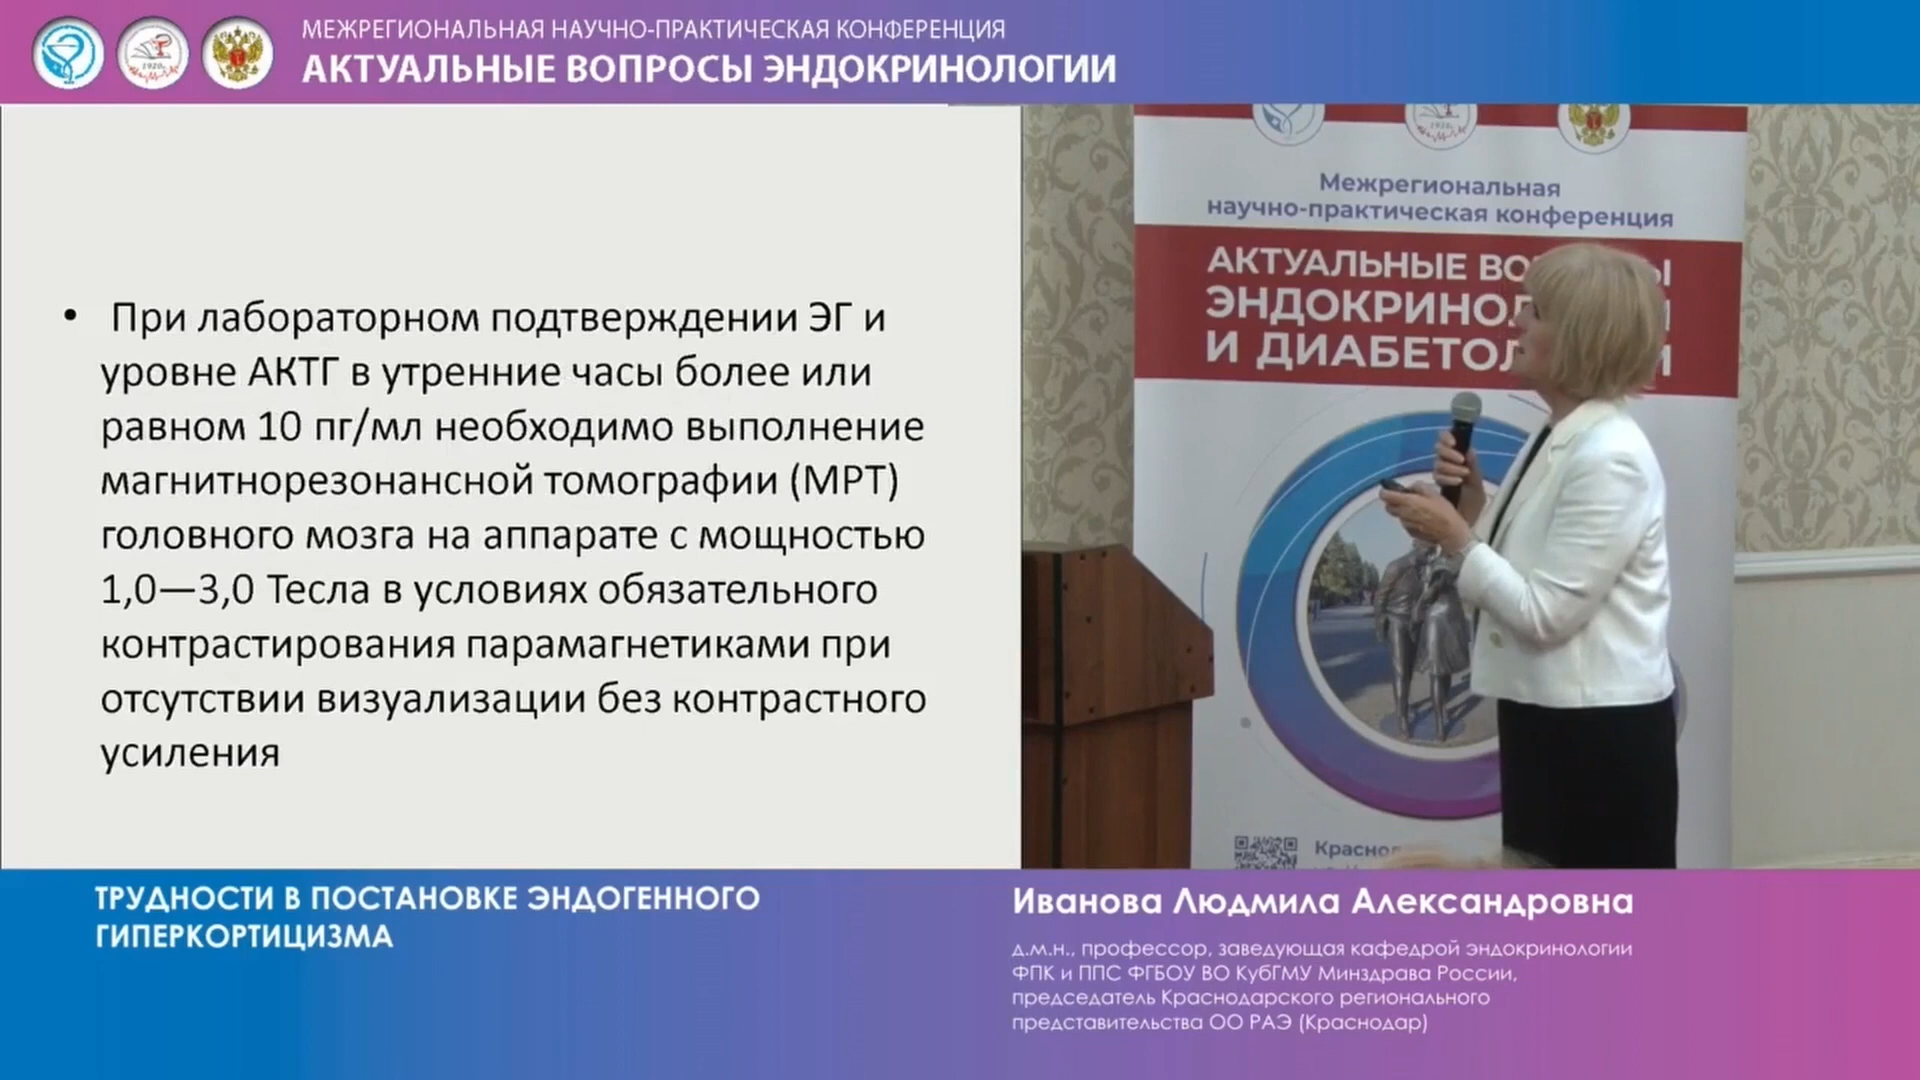 МЕЖРЕГИОНАЛЬНАЯ НАУЧНО-ПРАКТИЧЕСКАЯ КОНФЕРЕНЦИЯ
АКТУАЛЬНЫЕ ВОПРОСЫ ЭНДОКРИНОЛОГИИ
• При лабораторном подтверждении ЭГ и
уровне АКТГ в утренние часы более или
равном 10 пг/мл необходимо выполнение
магнитнорезонансной томографии (МРТ)
головного мозга на аппарате с мощностью
1,0—3,0 Тесла в условиях обязательного
контрастирования парамагнетиками при
отсутствии визуализации без контрастного
усиления
Межрегиональная
научно-практическая конференция
АКТУАЛЬНЫЕ
И
ТРУДНОСТИ В ПОСТАНОВКЕ ЭНДОГЕННОГО
ГИПЕРКОРТИЦИЗМА
Иванова Людмила Александровна
д.м.н., профессор, заведующая кафедрой эндокринологии
ФПК и ППС ФГБОУ ВО КубГМУ Минздрава России,
председатель Краснодарского регионального
представительства ОО РАЭ (Краснодар)